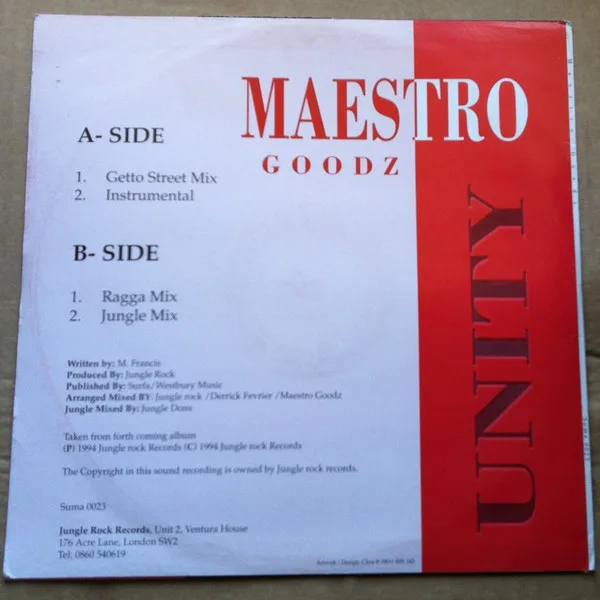 MAESTRO
GOODZ
UNITY
A- SIDE
1. Getto Street Mix
2. Instrumental
B- SIDE
1. Ragga Mix
2. Jungle Mix
Written by: M. Francis
Produced By: Jungle Rock
Published By: Surfa/Westbury Music
Arranged Mixed BY: Jungle rock /Derrick Fevrier /Maestro Goodz
Jungle Mixed By: Jungle Dons
Taken from forth coming album
(P) 1994 Jungle rock Records (C) 1994 Jungle rock Records
The Copyright in this sound recording is owned by Jungle rock records.
Suma 0023
Jungle Rock Records, Unit 2, Ventura House
176 Acre Lane, London SW2
Tel: 0860 540619
Artwork / Design: